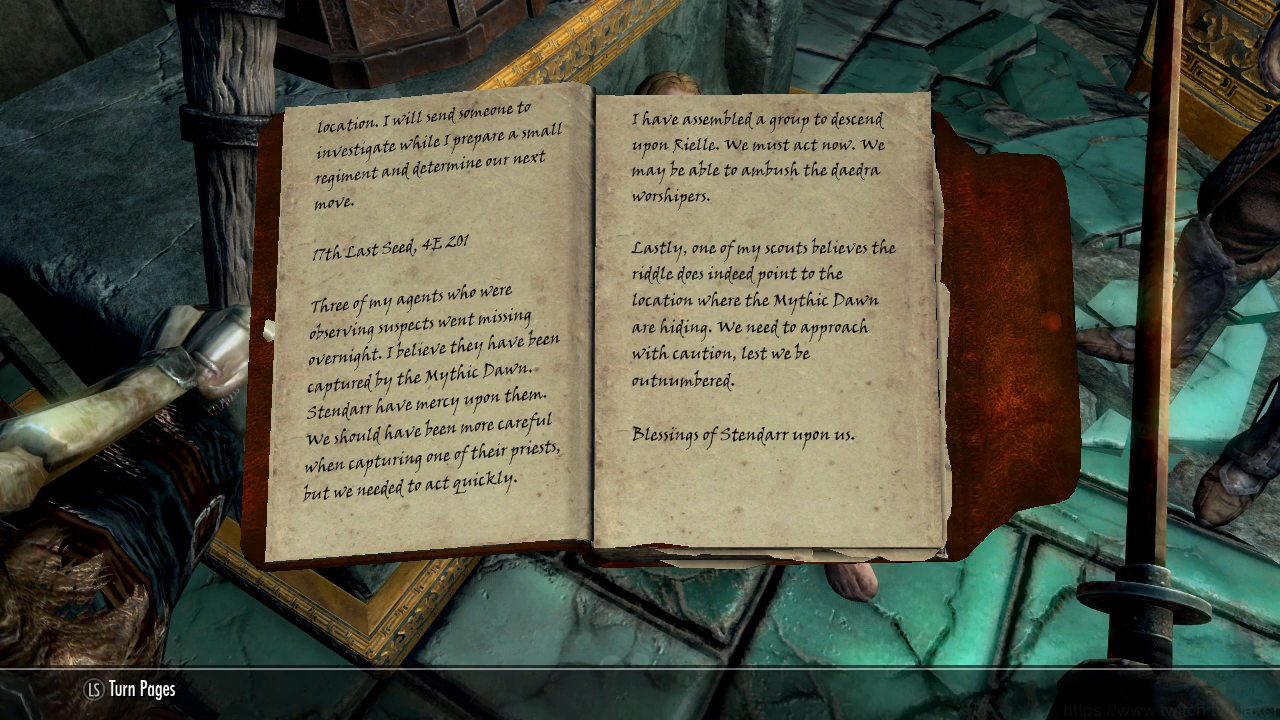 location. I will send someone to
investigate while I prepare a small
regiment and determine our next
move.
17th Last Seed, 4E 201
Three of my agents who were
observing suspects went missing
overnight. I believe they have been
captured by the Mythic Dawn.
Stendarr have mercy upon them.
We should have been more careful
when capturing one of their priests,
but we needed to act quickly.
I have assembled a group to descend
upon Rielle. We must act now. We
may be able to ambush the daedra
worshipers.
Lastly, one of my scouts believes the
riddle does indeed point to the
location where the Mythic Dawn
are hiding. We need to approach
with caution, lest we be
outnumbered.
Blessings of Stendarr upon us.
LS Turn Pages